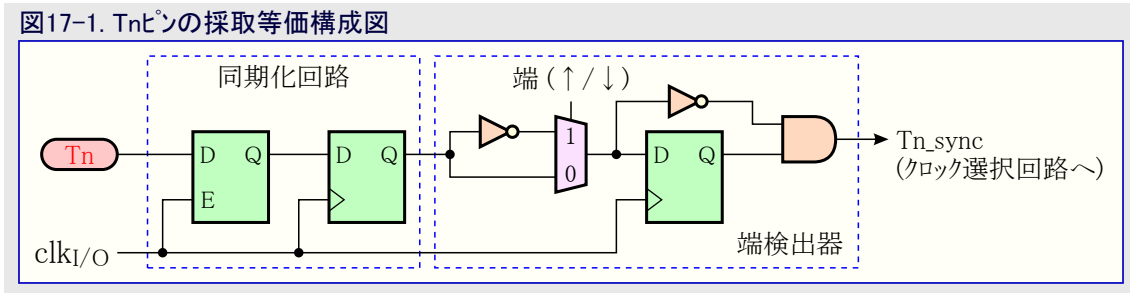 図17-1. Tnピンの採取等価構成図
同期化回路
端 (↑/↓)
Tn
D Q
E
D Q
1
0
D Q
Tn_sync
(クロック選択回路へ)
clkI/O
端検出器